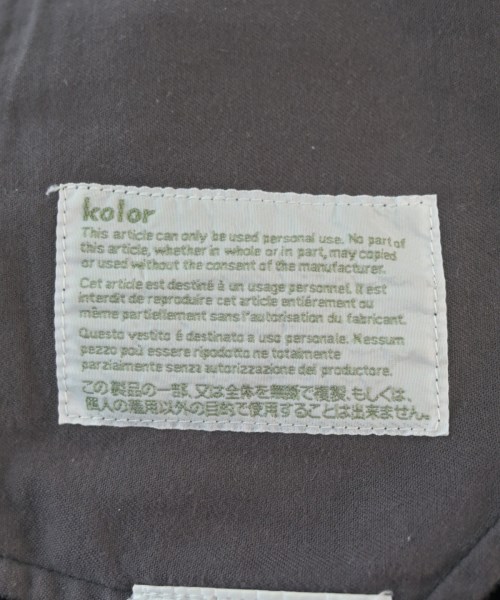 kolor
This article can only be used personal use. No part of
this article, whether in whole or in part, may copied
or used without the consent of the manufacturer.
Cet article est destiné à un usage personnel. Il est
interdit de reproduire cet article entiérement ou
même partiellement sans l'autorisation du fabricant.
Questo vestito é destinato a uso personale. Nessum
pezzo può essere ripodotto ne totalmente
parzialmente senza autorizzazione del productore.
この製品の一部、又は全体を無断で複製、もしくは、
個人の着用以外の目的で使用することは出来ません。